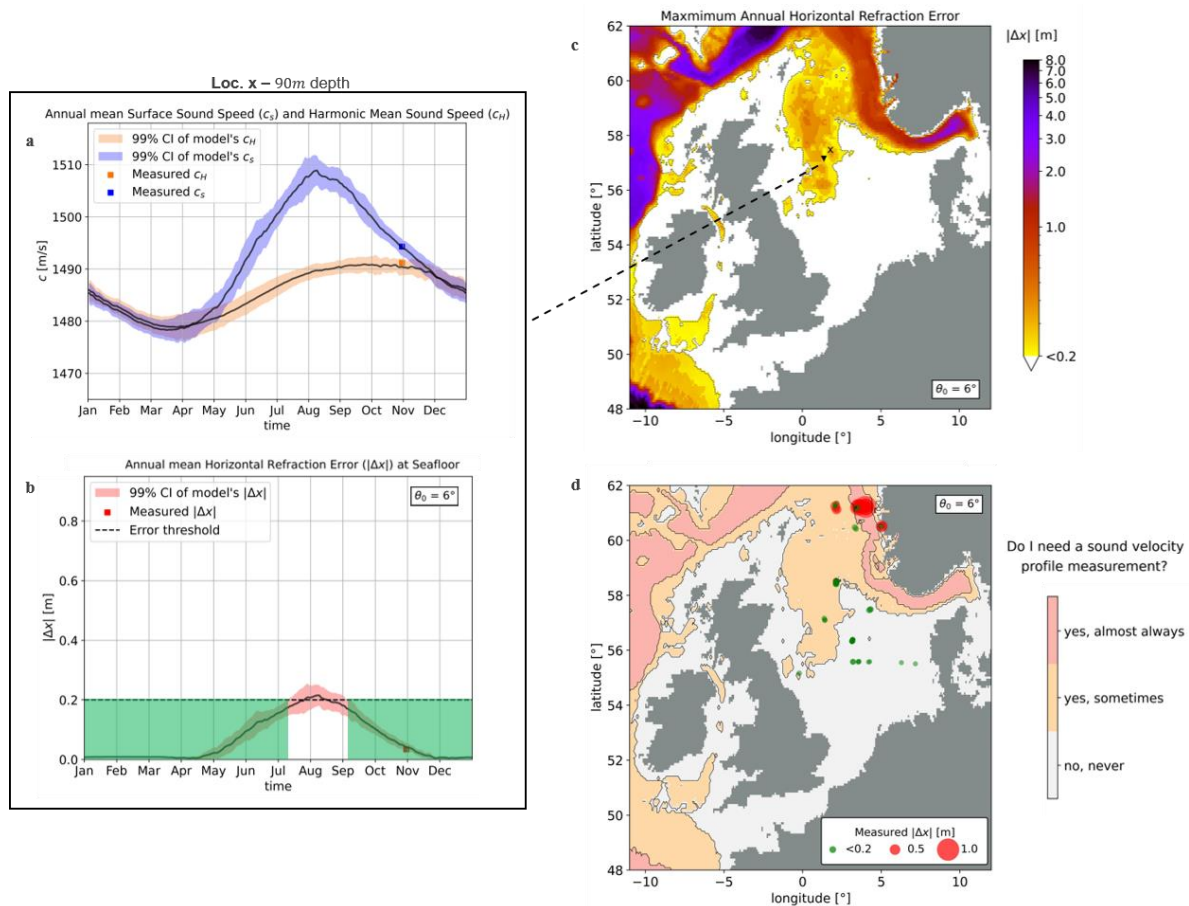 Loc. x – 90m depth
a
Annual mean Surface Sound Speed (c_s) and Harmonic Mean Sound Speed (c_H)
99% CI of model's c_H
99% CI of model's c_s
Measured c_H
Measured c_s
c [m/s]
1510
1500
1490
1480
1470
Jan Feb Mar Apr May Jun Jul Aug Sep Oct Nov Dec
time
b
Annual mean Horizontal Refraction Error (|Δx|) at Seafloor
99% CI of model's |Δx|
Measured |Δx|
Error threshold
θ₀ = 6°
|Δx| [m]
0.8
0.6
0.4
0.2
0.0
Jan Feb Mar Apr May Jun Jul Aug Sep Oct Nov Dec
time
c
Maxmimum Annual Horizontal Refraction Error
latitude [°]
62
60
58
56
54
52
50
48
x
θ₀ = 6°
−10 −5 0 5 10
longitude [°]
|Δx| [m]
8.0
7.0
6.0
5.0
4.0
3.0
2.0
1.0
<0.2
d
latitude [°]
62
60
58
56
54
52
50
48
θ₀ = 6°
Measured |Δx| [m]
<0.2 0.5 1.0
−10 −5 0 5 10
longitude [°]
Do I need a sound velocity
profile measurement?
yes, almost always
yes, sometimes
no, never